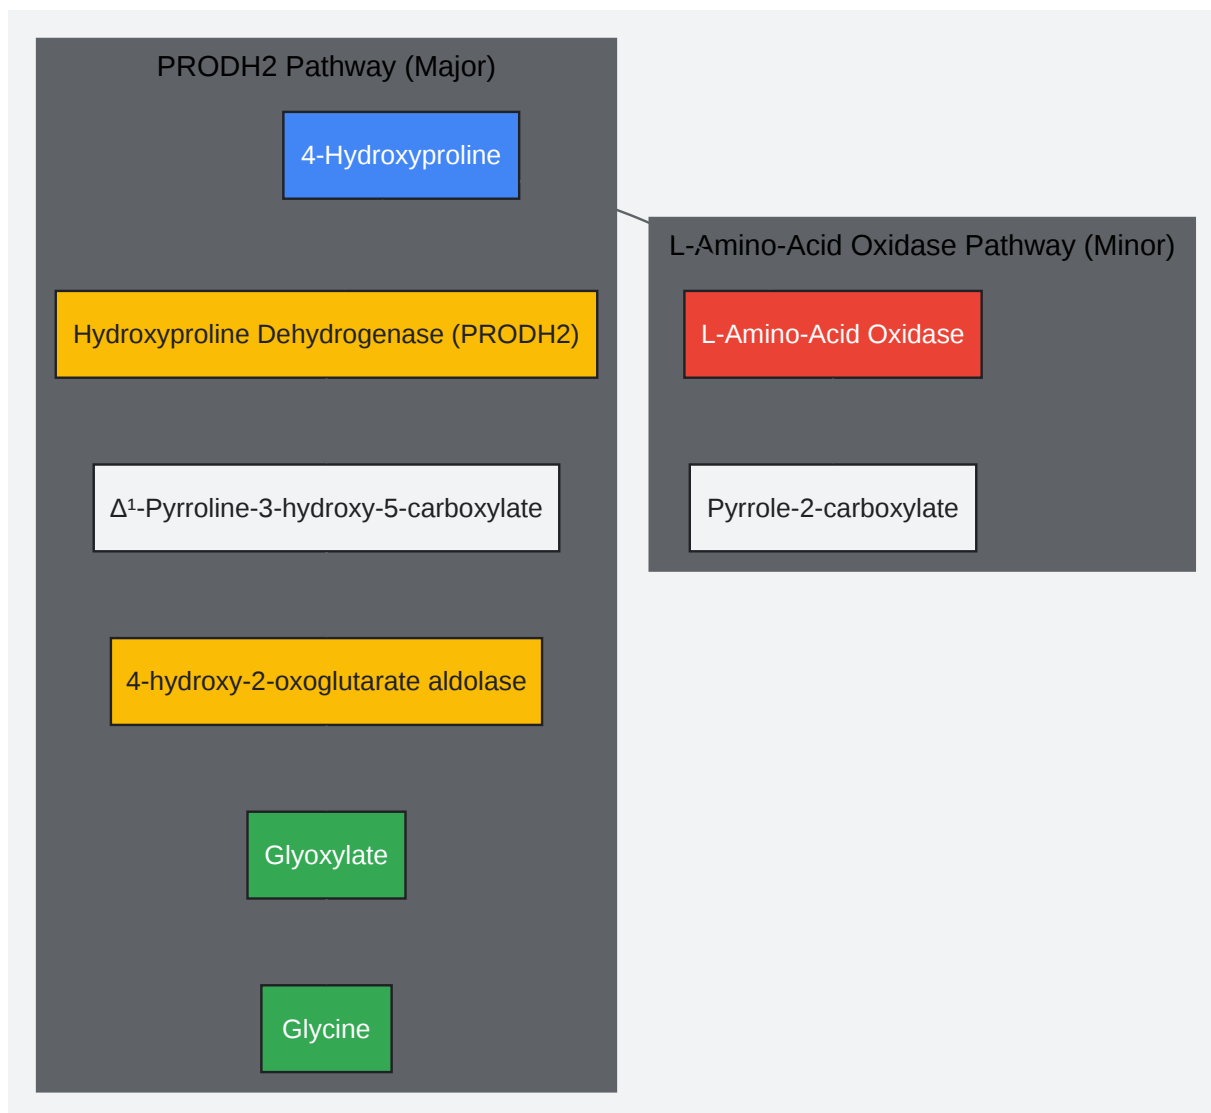 PRODH2 Pathway (Major)
4-Hydroxyproline
Hydroxyproline Dehydrogenase (PRODH2)
Δ¹-Pyrroline-3-hydroxy-5-carboxylate
4-hydroxy-2-oxoglutarate aldolase
Glyoxylate
Glycine
L-Amino-Acid Oxidase Pathway (Minor)
L-Amino-Acid Oxidase
Pyrrole-2-carboxylate